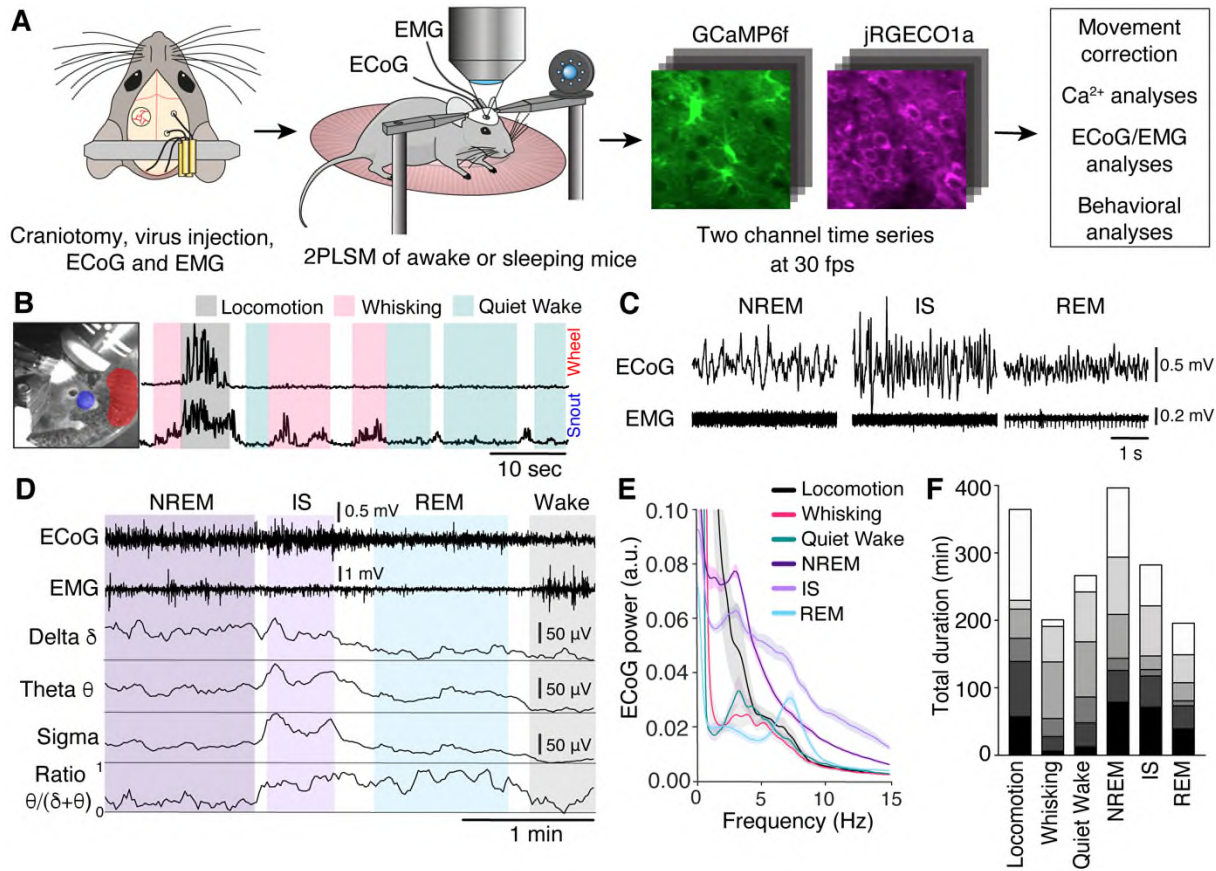 A
EMG
ECoG
GCaMP6f
jRGECO1a
Movement
correction
Ca²⁺ analyses
ECoG/EMG
analyses
Behavioral
analyses
Craniotomy, virus injection,
ECoG and EMG
2PLSM of awake or sleeping mice
Two channel time series
at 30 fps
B
Locomotion
Whisking
Quiet Wake
Wheel
Snout
10 sec
C
NREM
IS
REM
ECoG
0.5 mV
EMG
0.2 mV
1 s
D
NREM
IS
REM
Wake
ECoG
0.5 mV
EMG
1 mV
Delta δ
50 µV
Theta θ
50 µV
Sigma
50 µV
Ratio
θ/(δ+θ)
1
0
1 min
E
Locomotion
Whisking
Quiet Wake
NREM
IS
REM
ECoG power (a.u.)
0.10
0.08
0.06
0.04
0.02
0.00
0
5
10
15
Frequency (Hz)
F
Total duration (min)
400
300
200
100
0
Locomotion
Whisking
Quiet Wake
NREM
IS
REM